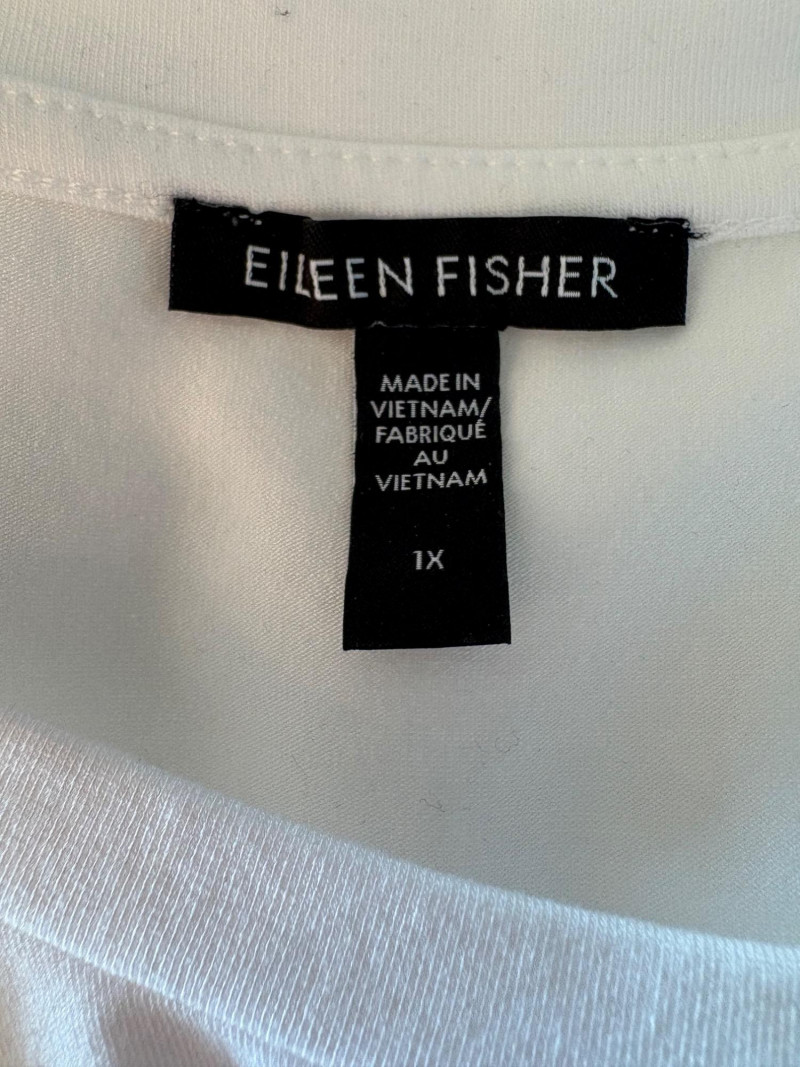 EILEEN FISHER
MADE IN
VIETNAM/
FABRIQUÉ
AU
VIETNAM
1X